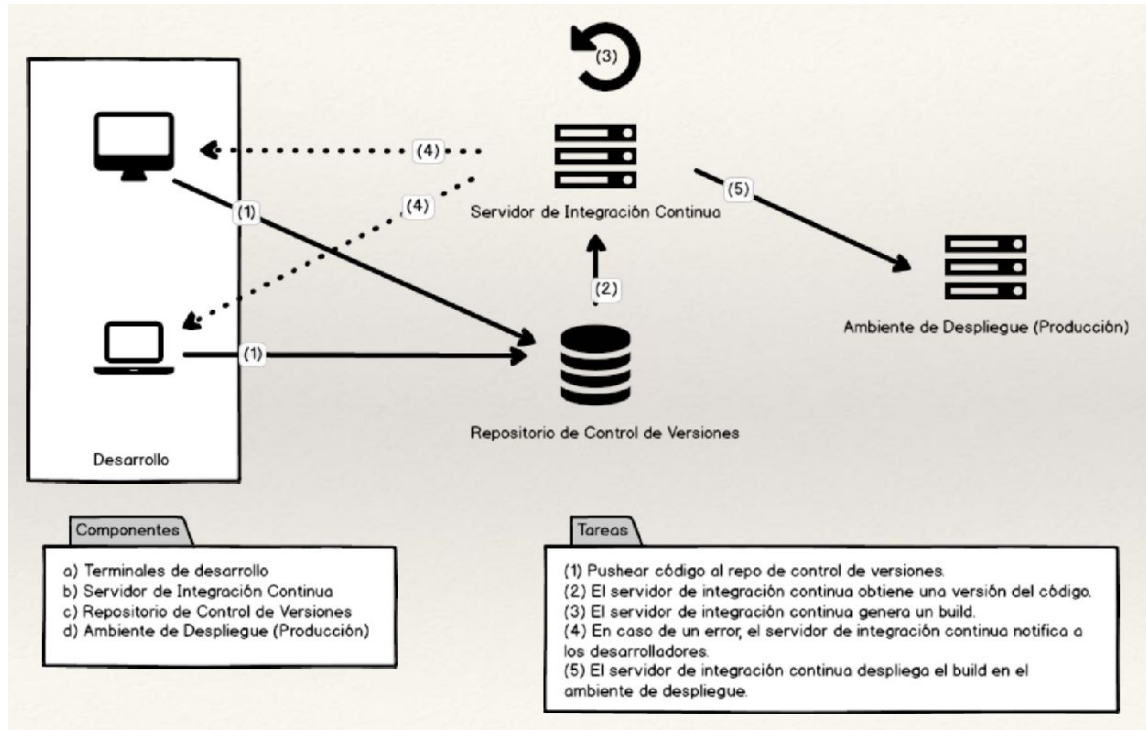 (3)
(4)
(4)
(1)
(5)
Servidor de Integración Continua
(2)
Ambiente de Despliegue (Producción)
(1)
Repositorio de Control de Versiones
Desarrollo
Componentes
a) Terminales de desarrollo
b) Servidor de Integración Continua
c) Repositorio de Control de Versiones
d) Ambiente de Despliegue (Producción)
Tareas
(1) Pushear código al repo de control de versiones.
(2) El servidor de integración continua obtiene una versión del código.
(3) El servidor de integración continua genera un build.
(4) En caso de un error, el servidor de integración continua notifica a
los desarrolladores.
(5) El servidor de integración continua despliega el build en el
ambiente de despliegue.